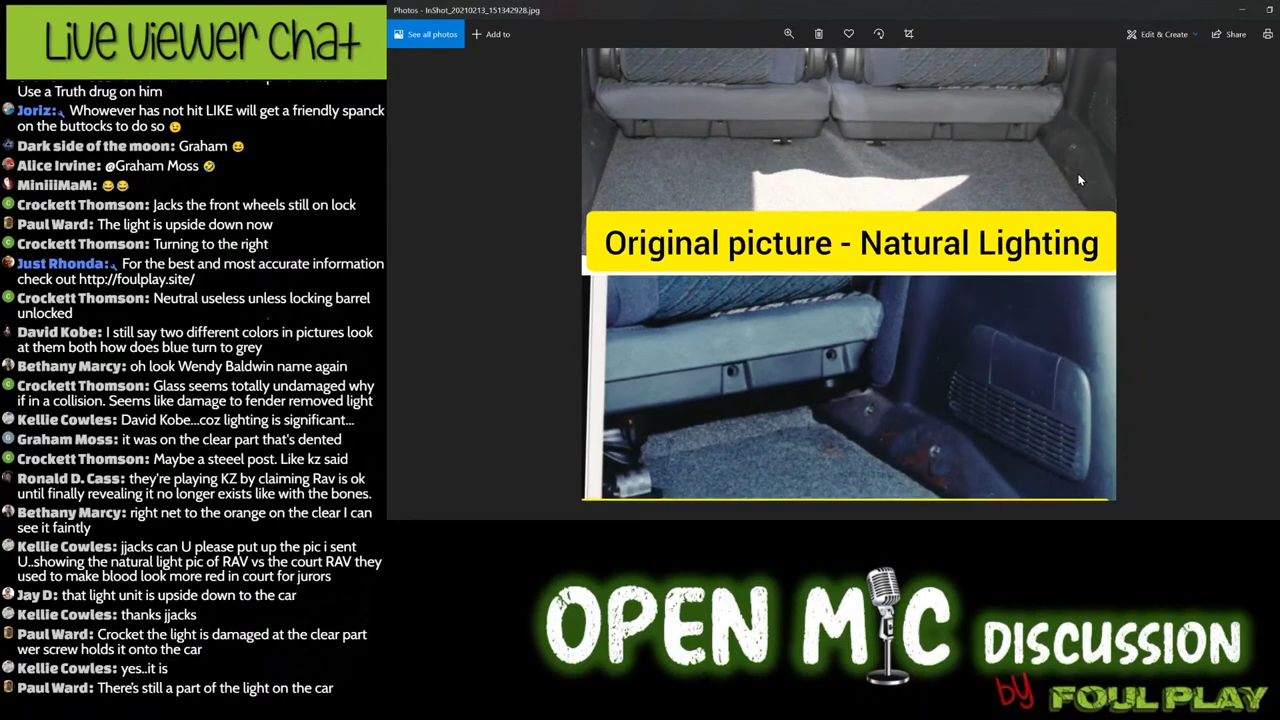 Live viewer chat
Use a Truth drug on him
Joriz: Whowever has not hit LIKE will get a friendly spanck
on the buttocks to do so
Dark side of the moon: Graham
Alice Irvine: @Graham Moss
MiniiiMaM:
Crockett Thomson: Jacks the front wheels still on lock
Paul Ward: The light is upside down now
Crockett Thomson: Turning to the right
Just Rhonda: For the best and most accurate information
check out http://foulplay.site/
Crockett Thomson: Neutral useless unless locking barrel
unlocked
David Kobe: I still say two different colors in pictures look
at them both how does blue turn to grey
Bethany Marcy: oh look Wendy Baldwin name again
Crockett Thomson: Glass seems totally undamaged why
if in a collision. Seems like damage to fender removed light
Kellie Cowles: David Kobe...coz lighting is significant...
Graham Moss: it was on the clear part that's dented
Crockett Thomson: Maybe a steeel post. Like kz said
Ronald D. Cass: they're playing KZ by claiming Rav is ok
until finally revealing it no longer exists like with the bones.
Bethany Marcy: right net to the orange on the clear I can
see it faintly
Kellie Cowles: jjacks can U please put up the pic i sent
U..showing the natural light pic of RAV vs the court RAV they
used to make blood look more red in court for jurors
Jay D: that light unit is upside down to the car
Kellie Cowles: thanks jjacks
Paul Ward: Crocket the light is damaged at the clear part
wer screw holds it onto the car
Kellie Cowles: yes..it is
Paul Ward: There's still a part of the light on the car
Photos - InShot_20210213_151342928.jpg
See all photos
Add to
Edit & Create
Share
Original picture - Natural Lighting
OPEN MIC
DISCUSSION
by FOUL PLAY